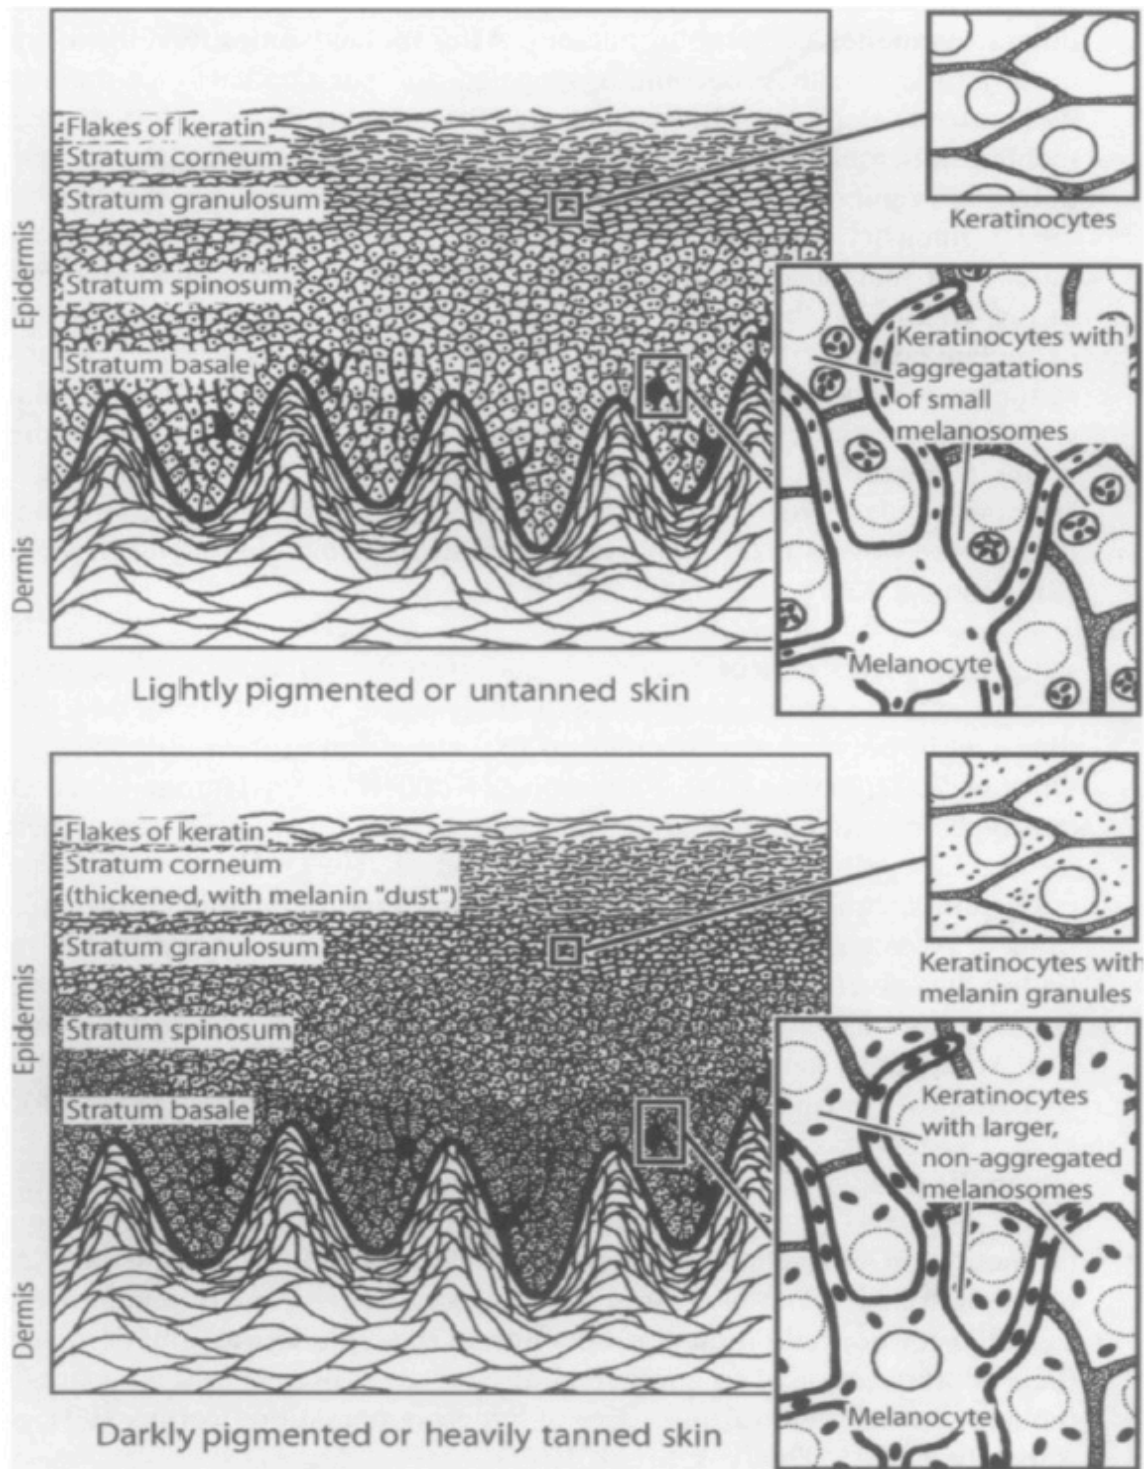 Flakes of keratin
Stratum corneum
Stratum granulosum
Stratum spinosum
Stratum basale
Epidermis
Dermis
Keratinocytes
Keratinocytes with
aggregatations
of small
melanosomes
Melanocyte
Lightly pigmented or untanned skin
Flakes of keratin
Stratum corneum
(thickened, with melanin "dust")
Stratum granulosum
Stratum spinosum
Stratum basale
Epidermis
Dermis
Keratinocytes with
melanin granules
Keratinocytes
with larger,
non-aggregated
melanosomes
Melanocyte
Darkly pigmented or heavily tanned skin